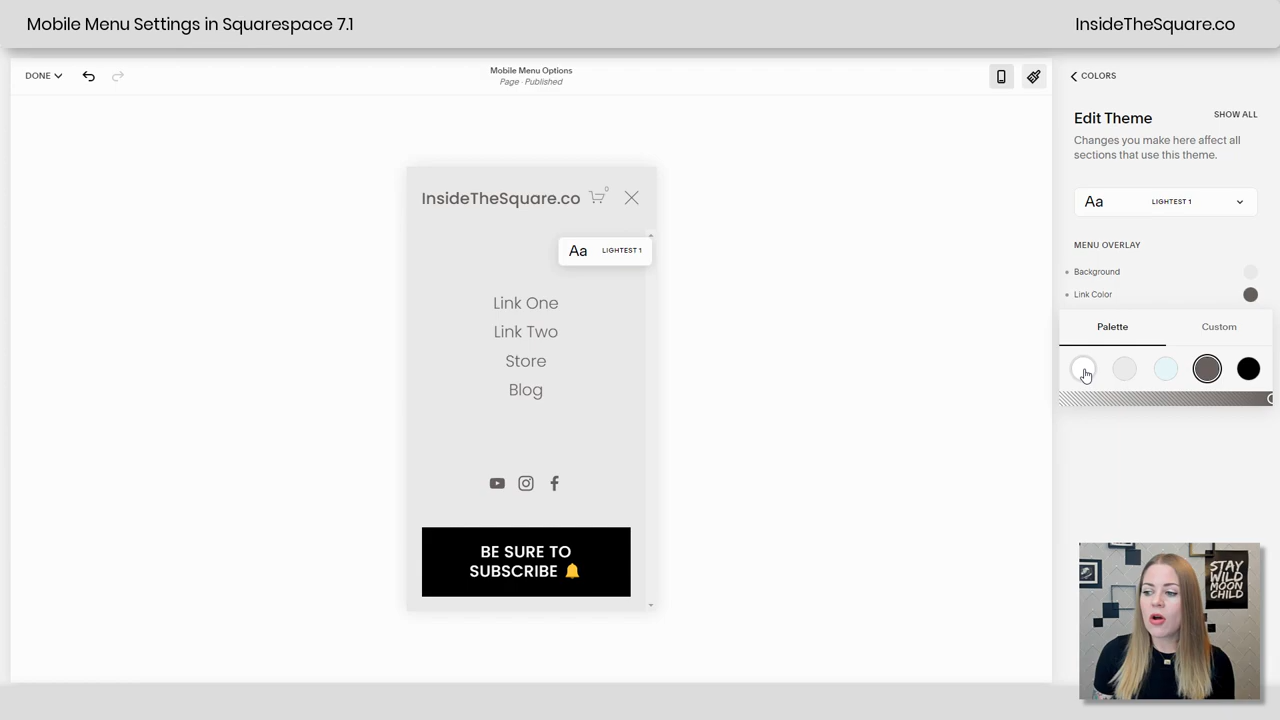 Mobile Menu Settings in Squarespace 7.1
InsideTheSquare.co
DONE
Mobile Menu Options
Page · Published
COLORS
Edit Theme
SHOW ALL
Changes you make here affect all
sections that use this theme.
Aa
LIGHTEST 1
MENU OVERLAY
Background
Link Color
Palette
Custom
InsideTheSquare.co
0
Aa
LIGHTEST 1
Link One
Link Two
Store
Blog
BE SURE TO
SUBSCRIBE 🔔
STAY
WILD
MOON
CHILD